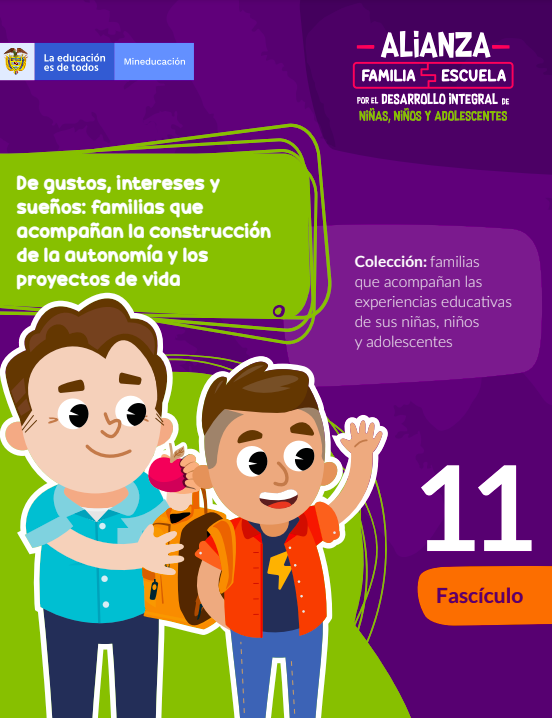 La educación
es de todos
Mineducación
ALiANZA
FAMILIA ESCUELA
POR EL DESARROLLO iNTEGRAL DE
NiÑAS, NiÑOS Y ADOLESCENTES
De gustos, intereses y
sueños: familias que
acompañan la construcción
de la autonomía y los
proyectos de vida
Colección: familias
que acompañan las
experiencias educativas
de sus niñas, niños
y adolescentes
11
Fascículo